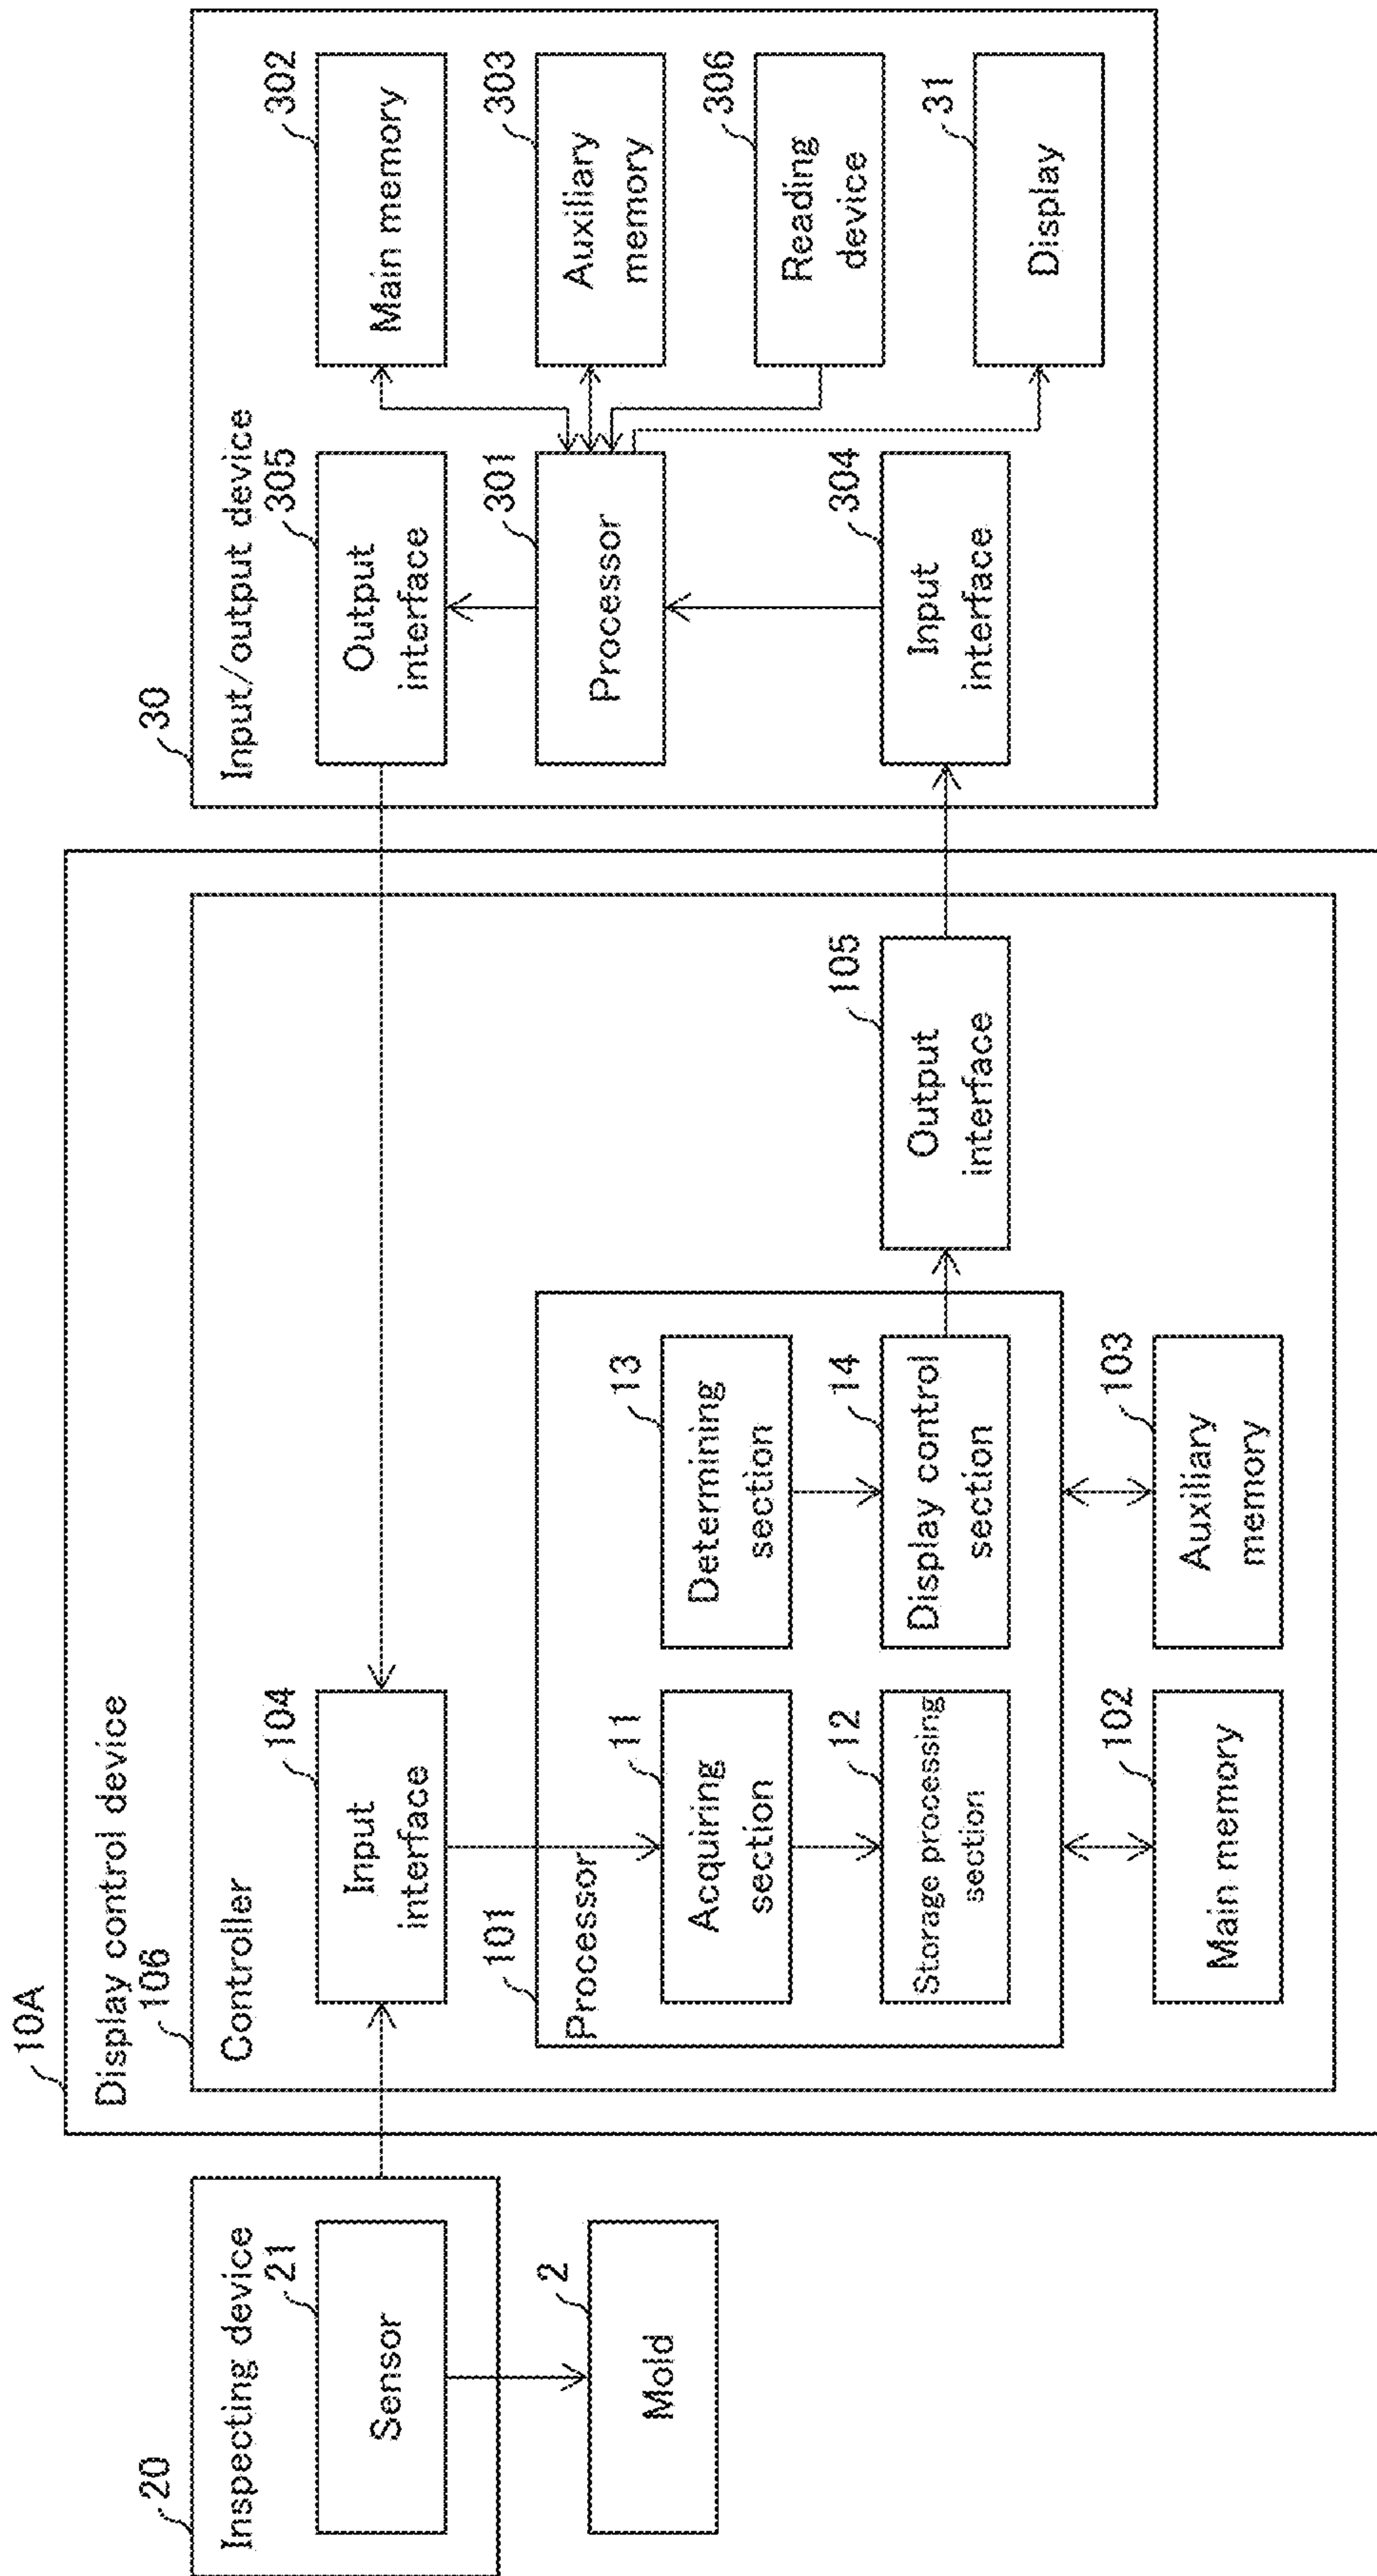 10A
Display control device
106
Controller
20
Inspecting device
21
Sensor
2
Mold
104
Input
interface
101
Processor
11
Acquiring
section
12
Storage processing
section
13
Determining
section
14
Display control
section
102
Main memory
103
Auxiliary
memory
105
Output
interface
30
Input/output device
305
Output
interface
301
Processor
304
Input
interface
302
Main memory
303
Auxiliary
memory
306
Reading
device
31
Display